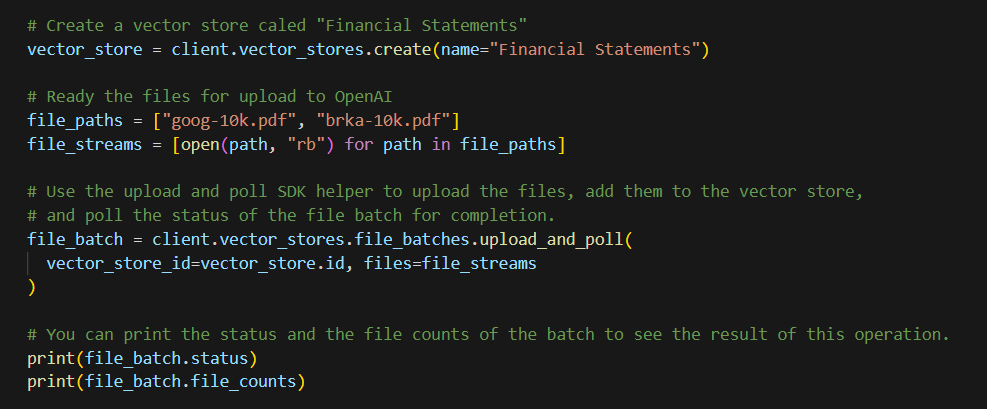 # Create a vector store caled "Financial Statements"
vector_store = client.vector_stores.create(name="Financial Statements")
# Ready the files for upload to OpenAI
file_paths = ["goog-10k.pdf", "brka-10k.pdf"]
file_streams = [open(path, "rb") for path in file_paths]
# Use the upload and poll SDK helper to upload the files, add them to the vector store,
# and poll the status of the file batch for completion.
file_batch = client.vector_stores.file_batches.upload_and_poll(
  vector_store_id=vector_store.id, files=file_streams
)
# You can print the status and the file counts of the batch to see the result of this operation.
print(file_batch.status)
print(file_batch.file_counts)